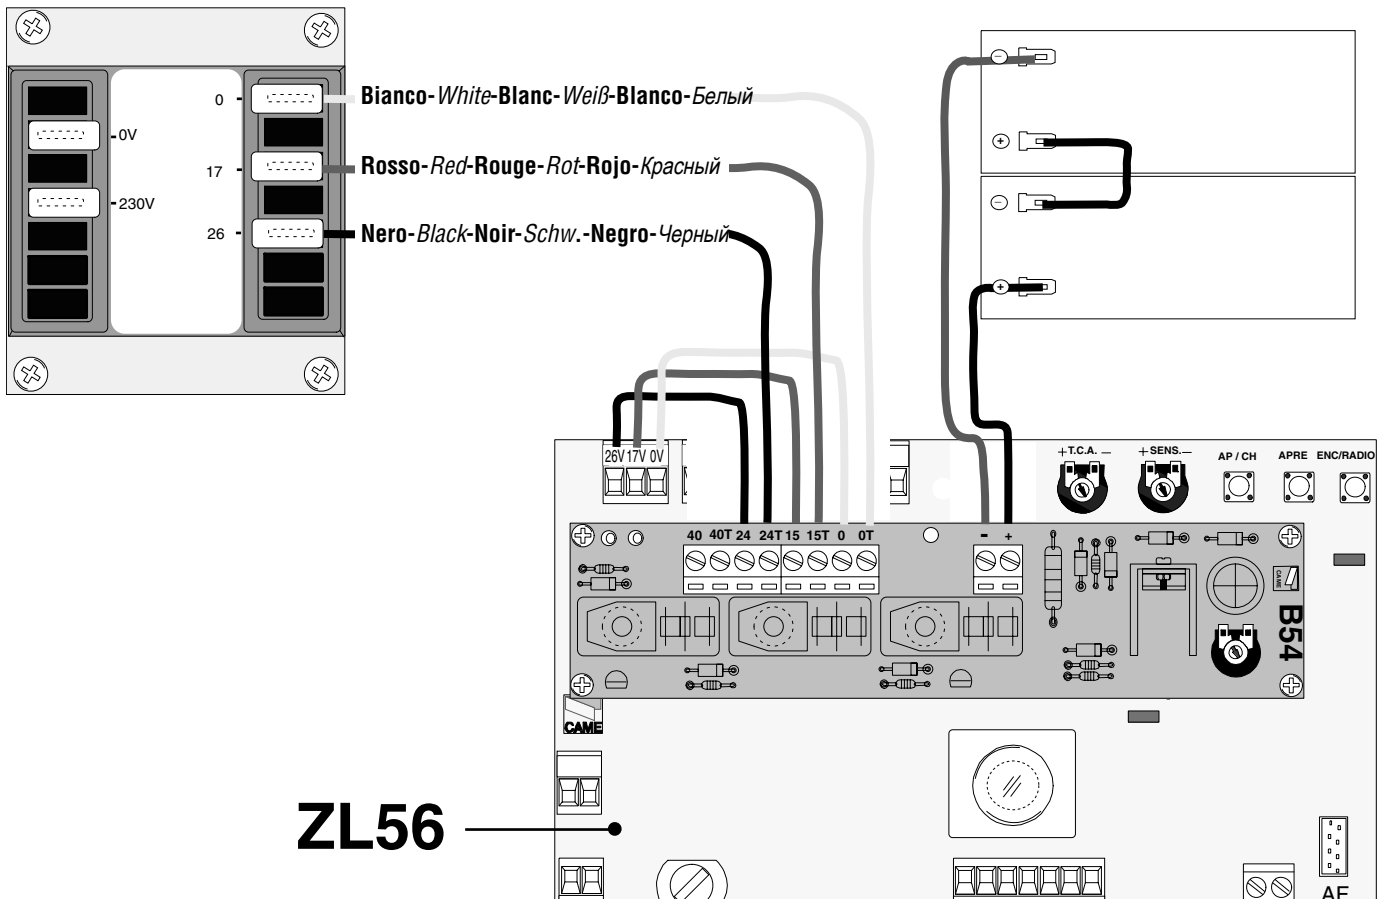 0
Bianco-White-Blanc-Weiß-Blanco-Белый
0V
17
Rosso-Red-Rouge-Rot-Rojo-Красный
230V
26
Nero-Black-Noir-Schw.-Negro-Черный
−
+
−
+
26V 17V 0V
+ T.C.A. −
+ SENS. −
AP / CH
APRE
ENC/RADIO
40 40T 24 24T 15 15T 0 0T
- +
CAME
B54
CAME
ZL56
AF